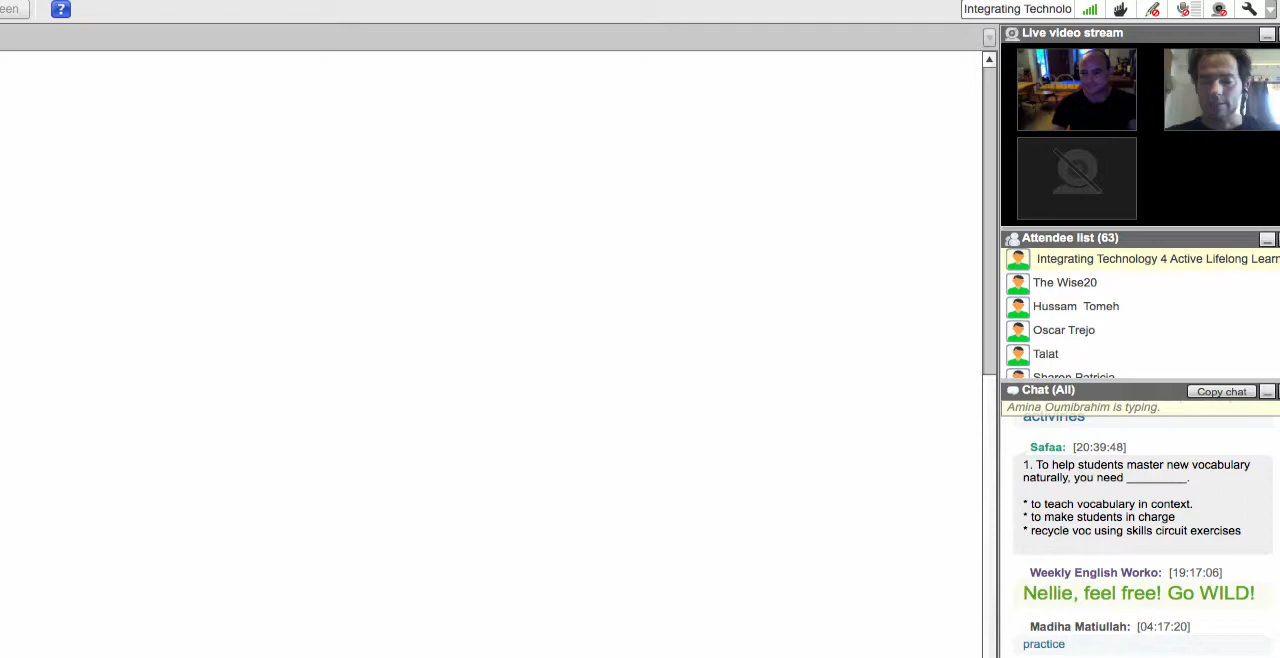 een
?
Integrating Technolo
Live video stream
Attendee list (63)
Integrating Technology 4 Active Lifelong Learn
The Wise20
Hussam Tomeh
Oscar Trejo
Talat
Sharon Patricia
Chat (All)
Copy chat
Amina Oumibrahim is typing.
activities
Safaa: [20:39:48]
1. To help students master new vocabulary
naturally, you need __________.
* to teach vocabulary in context.
* to make students in charge
* recycle voc using skills circuit exercises
Weekly English Worko: [19:17:06]
Nellie, feel free! Go WILD!
Madiha Matiullah: [04:17:20]
practice